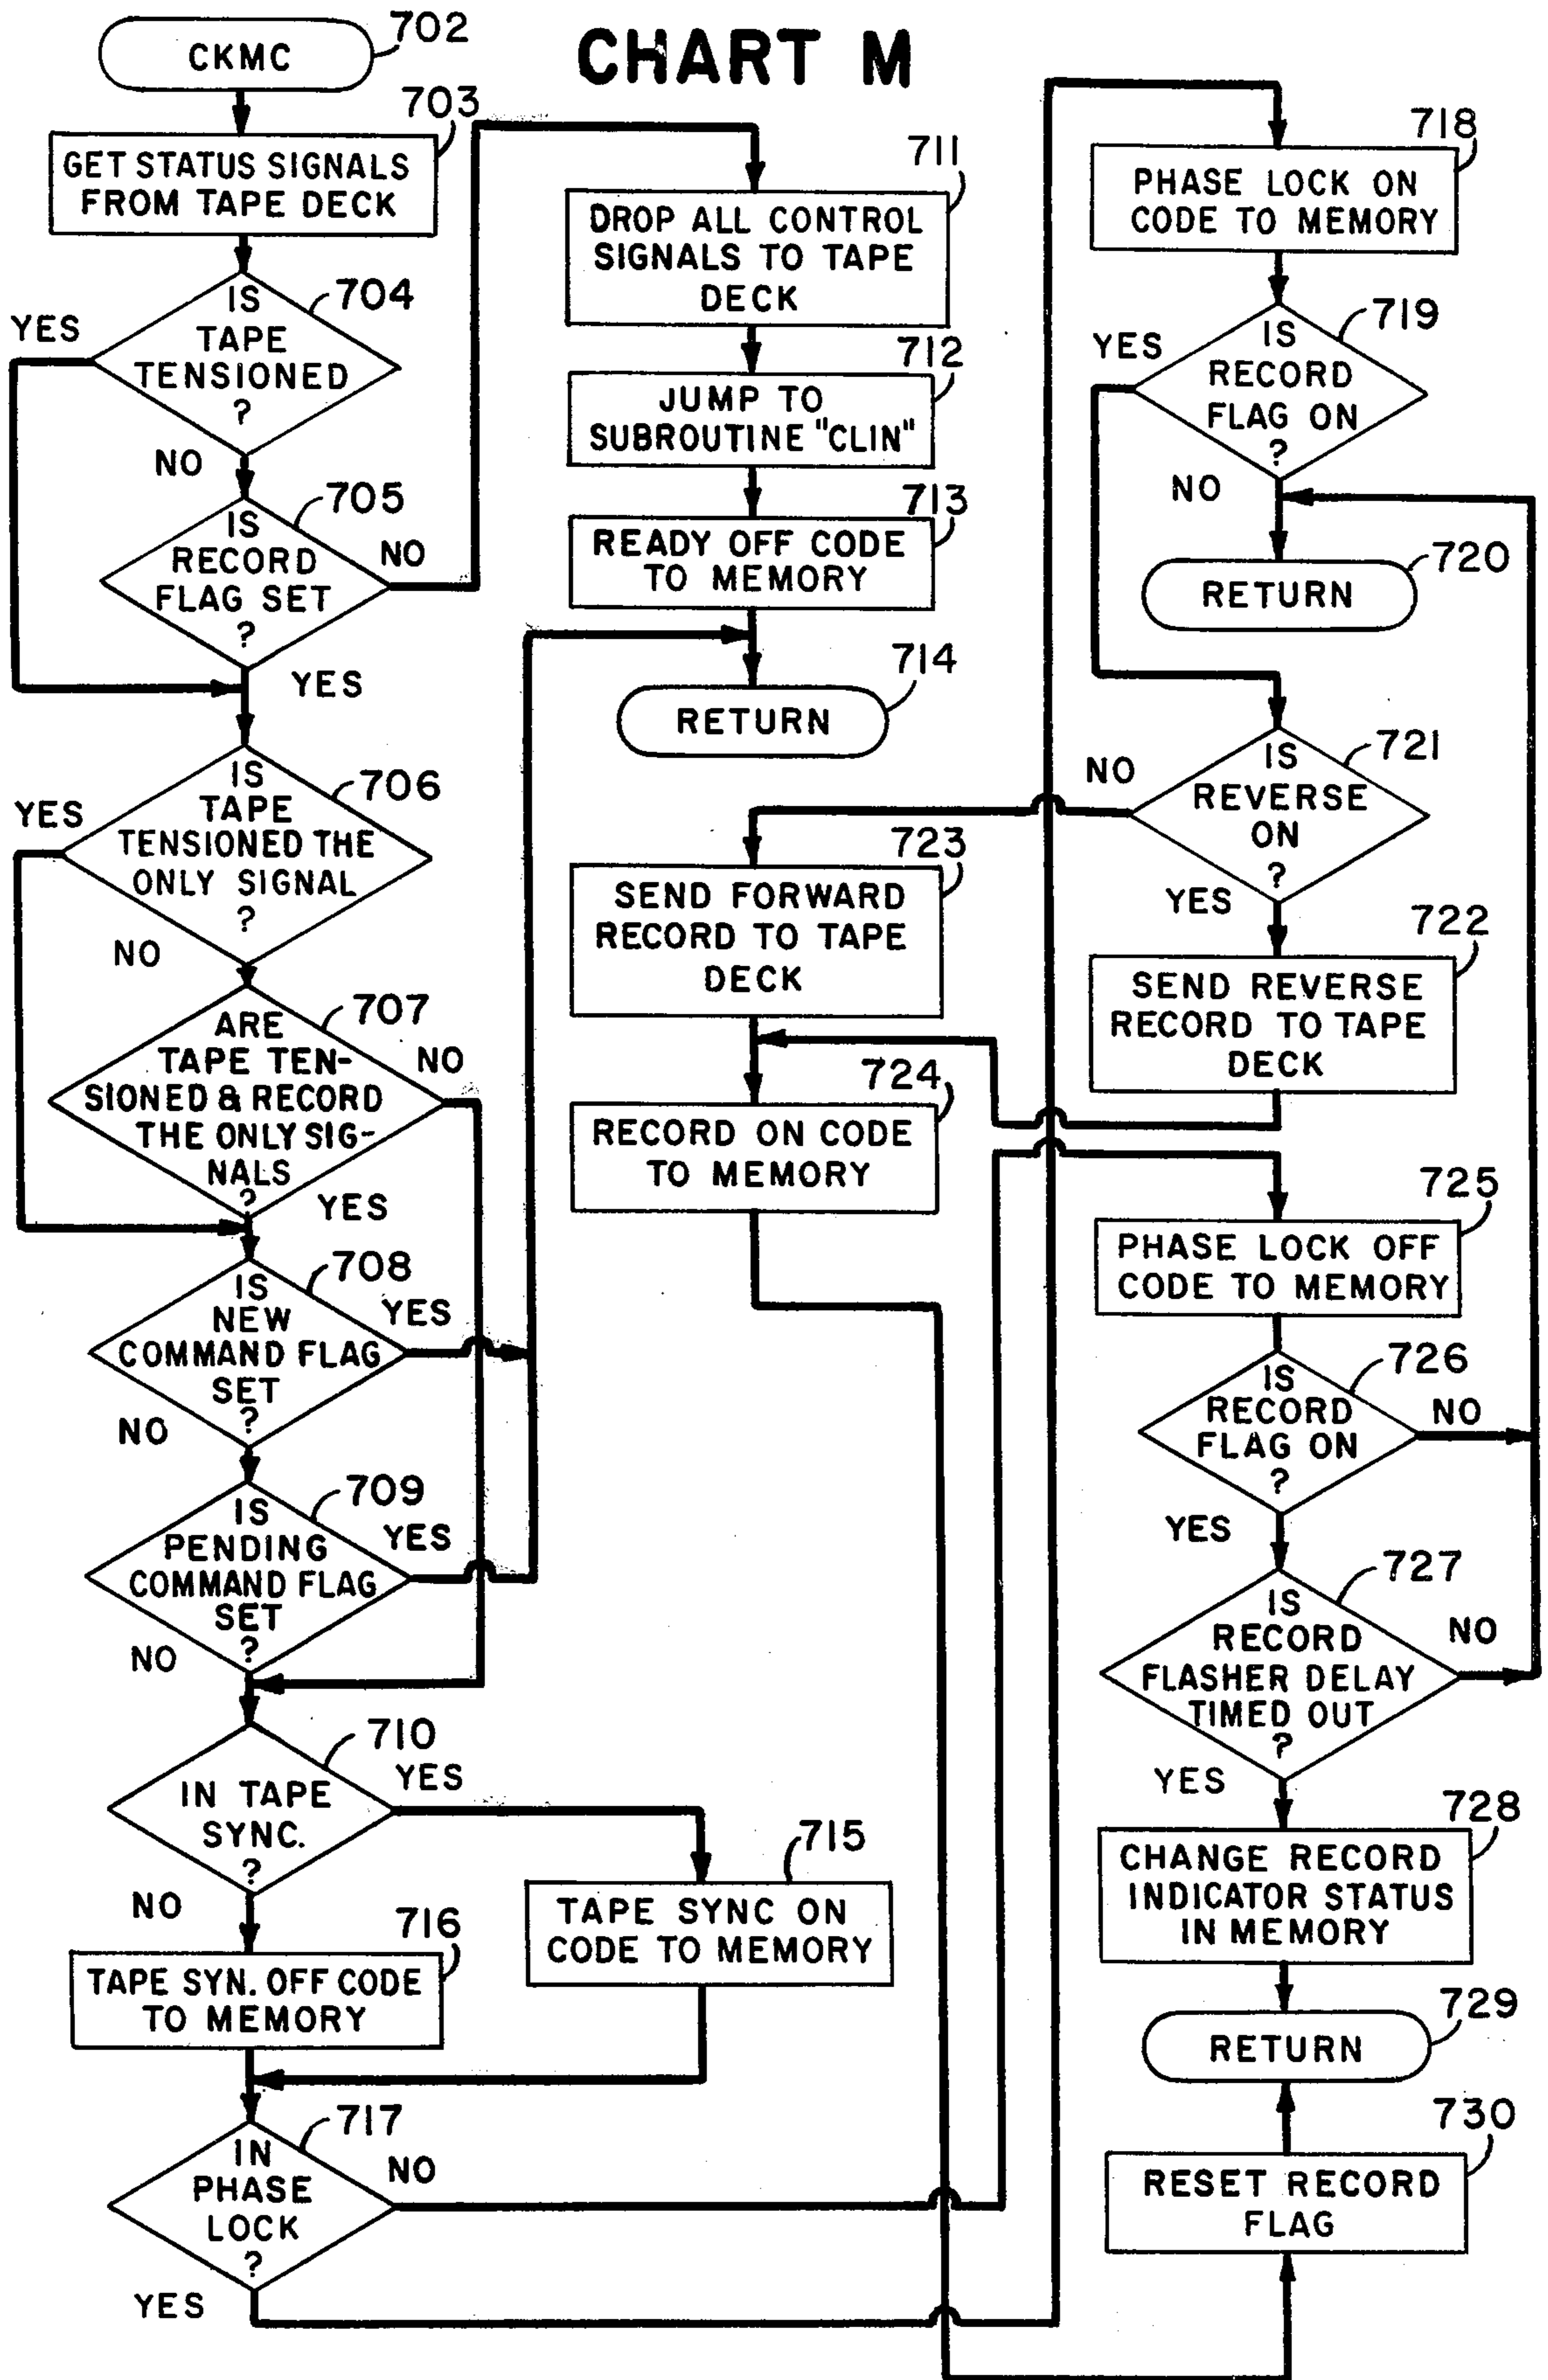 CHART M
CKMC
702
703
GET STATUS SIGNALS
FROM TAPE DECK
704
IS
TAPE
TENSIONED
?
YES
NO
705
IS
RECORD
FLAG SET
?
NO
YES
706
IS
TAPE
TENSIONED THE
ONLY SIGNAL
?
YES
NO
707
ARE
TAPE TEN-
SIONED & RECORD
THE ONLY SIG-
NALS
?
NO
YES
708
IS
NEW
COMMAND FLAG
SET
?
YES
NO
709
IS
PENDING
COMMAND FLAG
SET
?
YES
NO
710
IN TAPE
SYNC.
?
YES
NO
716
TAPE SYN. OFF CODE
TO MEMORY
715
TAPE SYNC ON
CODE TO MEMORY
717
IN
PHASE
LOCK
?
NO
YES
711
DROP ALL CONTROL
SIGNALS TO TAPE
DECK
712
JUMP TO
SUBROUTINE "CLIN"
713
READY OFF CODE
TO MEMORY
714
RETURN
723
SEND FORWARD
RECORD TO TAPE
DECK
724
RECORD ON CODE
TO MEMORY
718
PHASE LOCK ON
CODE TO MEMORY
719
IS
RECORD
FLAG ON
?
YES
NO
720
RETURN
721
IS
REVERSE
ON
?
NO
YES
722
SEND REVERSE
RECORD TO TAPE
DECK
725
PHASE LOCK OFF
CODE TO MEMORY
726
IS
RECORD
FLAG ON
?
NO
YES
727
IS
RECORD
FLASHER DELAY
TIMED OUT
?
NO
YES
728
CHANGE RECORD
INDICATOR STATUS
IN MEMORY
729
RETURN
730
RESET RECORD
FLAG